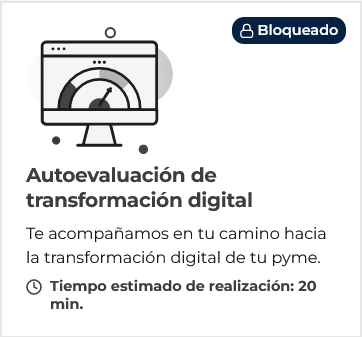 Bloqueado
Autoevaluación de
transformación digital
Te acompañamos en tu camino hacia
la transformación digital de tu pyme.
Tiempo estimado de realización: 20
min.